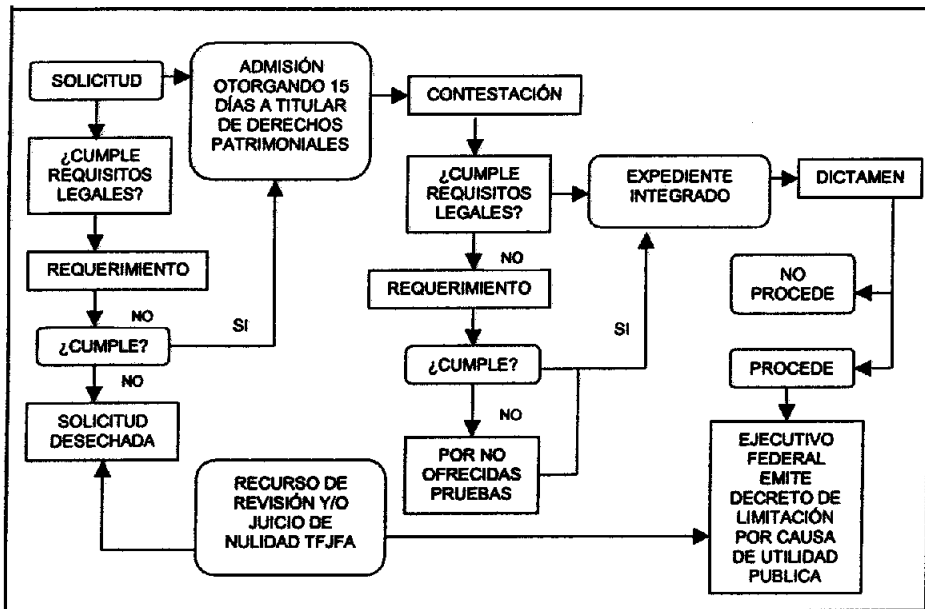 SOLICITUD
ADMISIÓN
OTORGANDO 15
DÍAS A TITULAR
DE DERECHOS
PATRIMONIALES
CONTESTACIÓN
¿CUMPLE
REQUISITOS
LEGALES?
¿CUMPLE
REQUISITOS
LEGALES?
EXPEDIENTE
INTEGRADO
DICTAMEN
REQUERIMIENTO
NO
REQUERIMIENTO
NO
PROCEDE
NO
SI
SI
¿CUMPLE?
¿CUMPLE?
PROCEDE
NO
NO
SOLICITUD
DESECHADA
POR NO
OFRECIDAS
PRUEBAS
EJECUTIVO
FEDERAL
EMITE
DECRETO DE
LIMITACIÓN
POR CAUSA
DE UTILIDAD
PUBLICA
RECURSO DE
REVISIÓN Y/O
JUICIO DE
NULIDAD TFJFA